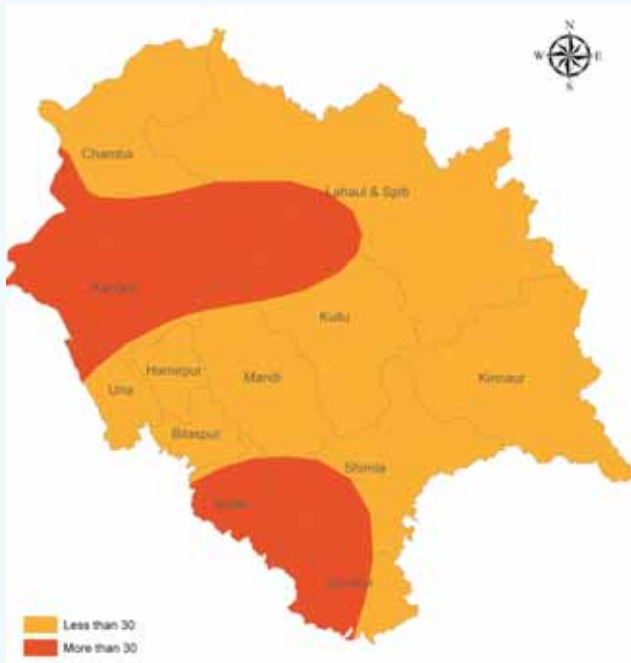 N
W E
S
Chamba
Lahaul & Spiti
Kangra
Kullu
Hamirpur
Mandi
Kinnaur
Una
Bilaspur
Shimla
Solan
Sirmaur
Less than 30
More than 30